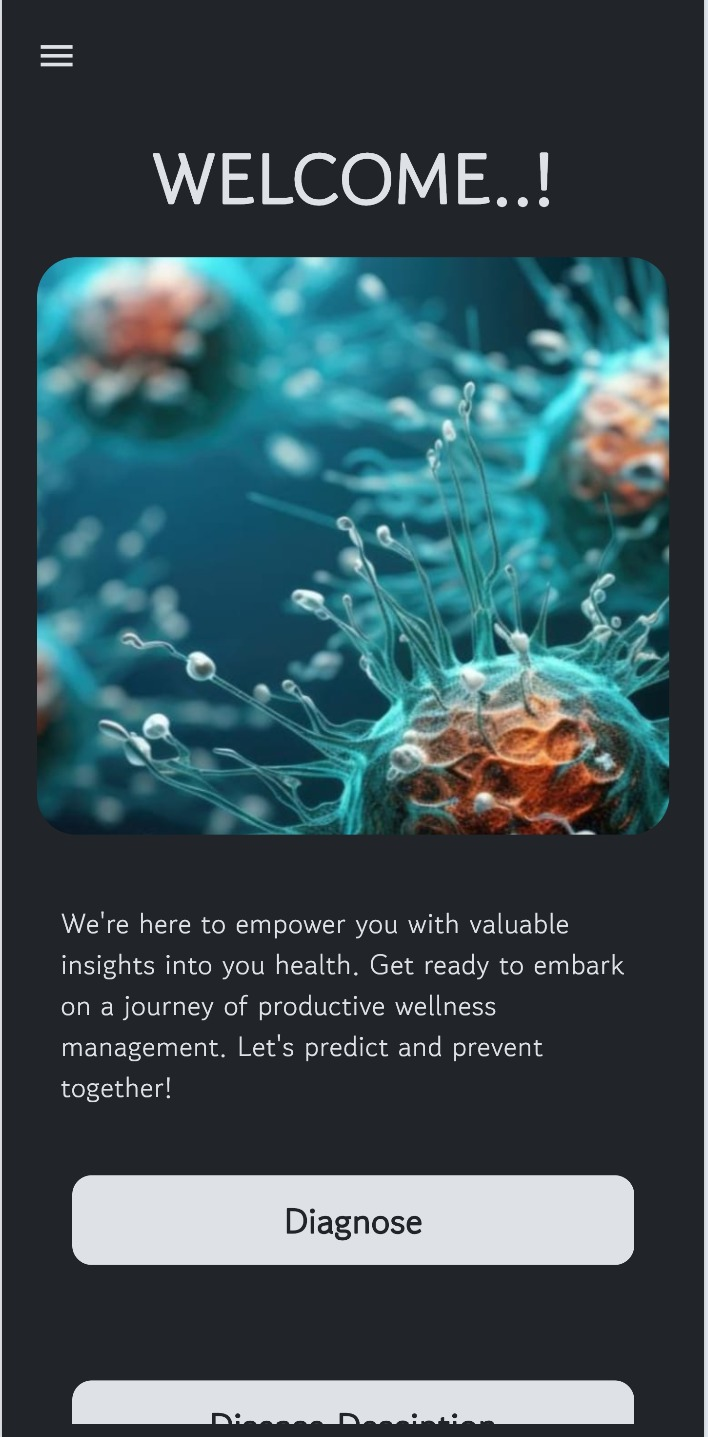 WELCOME..!
We're here to empower you with valuable
insights into you health. Get ready to embark
on a journey of productive wellness
management. Let's predict and prevent
together!
Diagnose
Disease